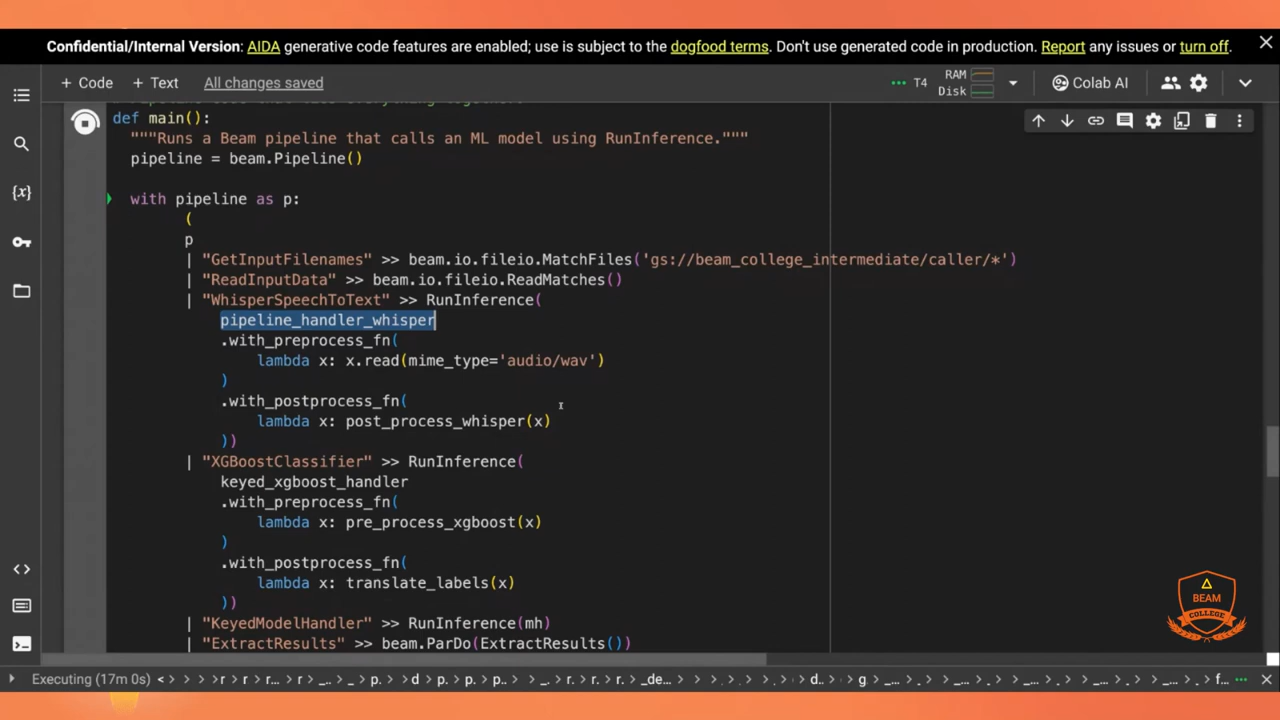 Confidential/Internal Version: AIDA generative code features are enabled; use is subject to the dogfood terms. Don't use generated code in production. Report any issues or turn off.
+ Code + Text All changes saved
T4 RAM Disk Colab AI
def main():
"""Runs a Beam pipeline that calls an ML model using RunInference."""
pipeline = beam.Pipeline()
with pipeline as p:
(
p
| "GetInputFilenames" >> beam.io.fileio.MatchFiles('gs://beam_college_intermediate/caller/*')
| "ReadInputData" >> beam.io.fileio.ReadMatches()
| "WhisperSpeechToText" >> RunInference(
pipeline_handler_whisper
.with_preprocess_fn(
lambda x: x.read(mime_type='audio/wav')
)
.with_postprocess_fn(
lambda x: post_process_whisper(x)
))
| "XGBoostClassifier" >> RunInference(
keyed_xgboost_handler
.with_preprocess_fn(
lambda x: pre_process_xgboost(x)
)
.with_postprocess_fn(
lambda x: translate_labels(x)
))
| "KeyedModelHandler" >> RunInference(mh)
| "ExtractResults" >> beam.ParDo(ExtractResults())
BEAM
COLLEGE
Executing (17m 0s) < > > r > r > r... > _... > _ > p. > d > p. > p. > p.. > _. > r. > r. > r. > _de... > > > . > . > . > . > d.. > > g > _... > _... > . > _... > . > _... > . > _... > . > _... > . > _... > . > f...